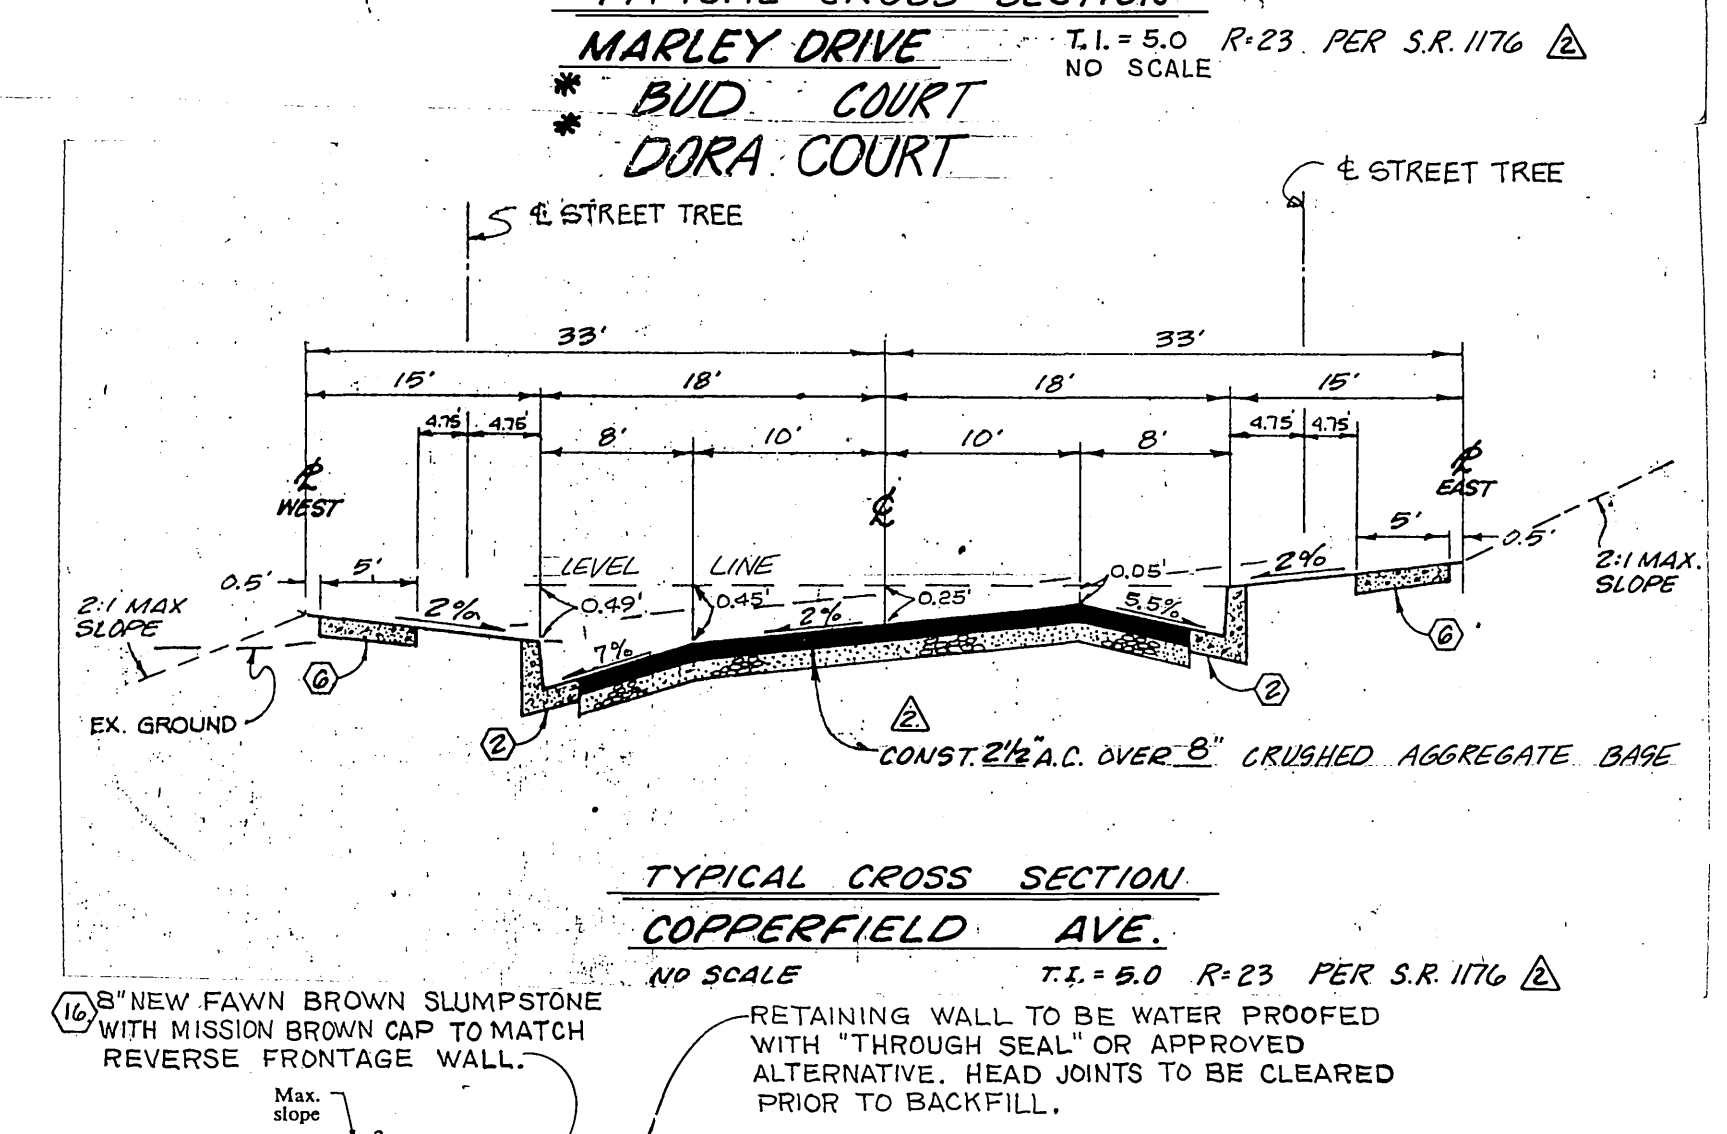 TYPICAL CROSS SECTION
MARLEY DRIVE
T.I. = 5.0 R=23 PER S.R. 1176 2
NO SCALE
* BUD COURT
* DORA COURT
℄ STREET TREE
℄ STREET TREE
33' 33'
15' 18' 18' 15'
4.75' 4.75' 8' 10' 10' 8' 4.75' 4.75'
℄
WEST
℄
EAST
℄
5'
0.5'
LEVEL LINE
0.49' 0.45' 0.25' 0.05'
5'
0.5'
2:1 MAX
SLOPE
2:1 MAX.
SLOPE
2% 7% 2% 5.5% 2%
6
6
EX. GROUND
2
2
2
CONST. 2½" A.C. OVER 8" CRUSHED AGGREGATE BASE
TYPICAL CROSS SECTION
COPPERFIELD AVE.
NO SCALE
T.I. = 5.0 R=23 PER S.R. 1176 2
16 8" NEW FAWN BROWN SLUMPSTONE
WITH MISSION BROWN CAP TO MATCH
REVERSE FRONTAGE WALL.
RETAINING WALL TO BE WATER PROOFED
WITH "THROUGH SEAL" OR APPROVED
ALTERNATIVE. HEAD JOINTS TO BE CLEARED
PRIOR TO BACKFILL.
Max.
slope